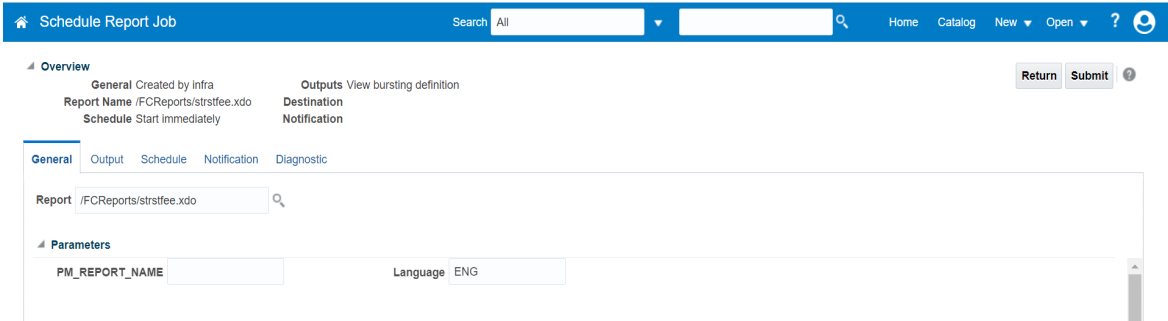 Schedule Report Job Search All Home Catalog New Open ?
Overview
Return Submit ?
General Created by infra Outputs View bursting definition
Report Name /FCReports/strstfee.xdo Destination
Schedule Start immediately Notification
General Output Schedule Notification Diagnostic
Report /FCReports/strstfee.xdo
Parameters
PM_REPORT_NAME Language ENG